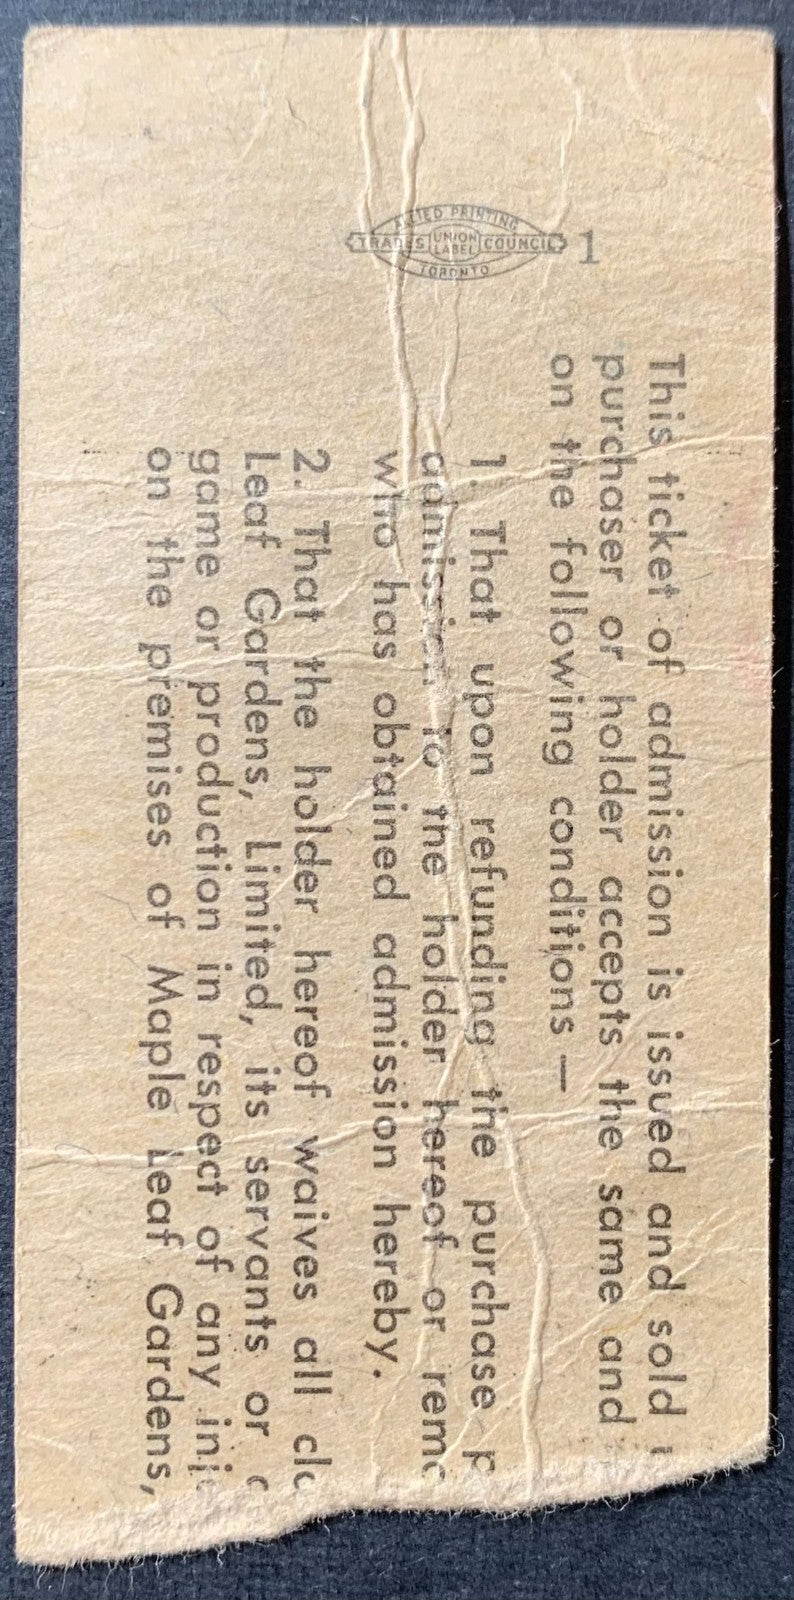 ALLIED PRINTING
TRADES UNION LABEL COUNCIL 1
TORONTO
This ticket of admission is issued and sold
purchaser or holder accepts the same and
on the following conditions —
1. That upon refunding the purchase p
admission to the holder hereof or remo
who has obtained admission hereby.
2. That the holder hereof waives all cla
Leaf Gardens, Limited, its servants or
game or production in respect of any inj
on the premises of Maple Leaf Gardens,